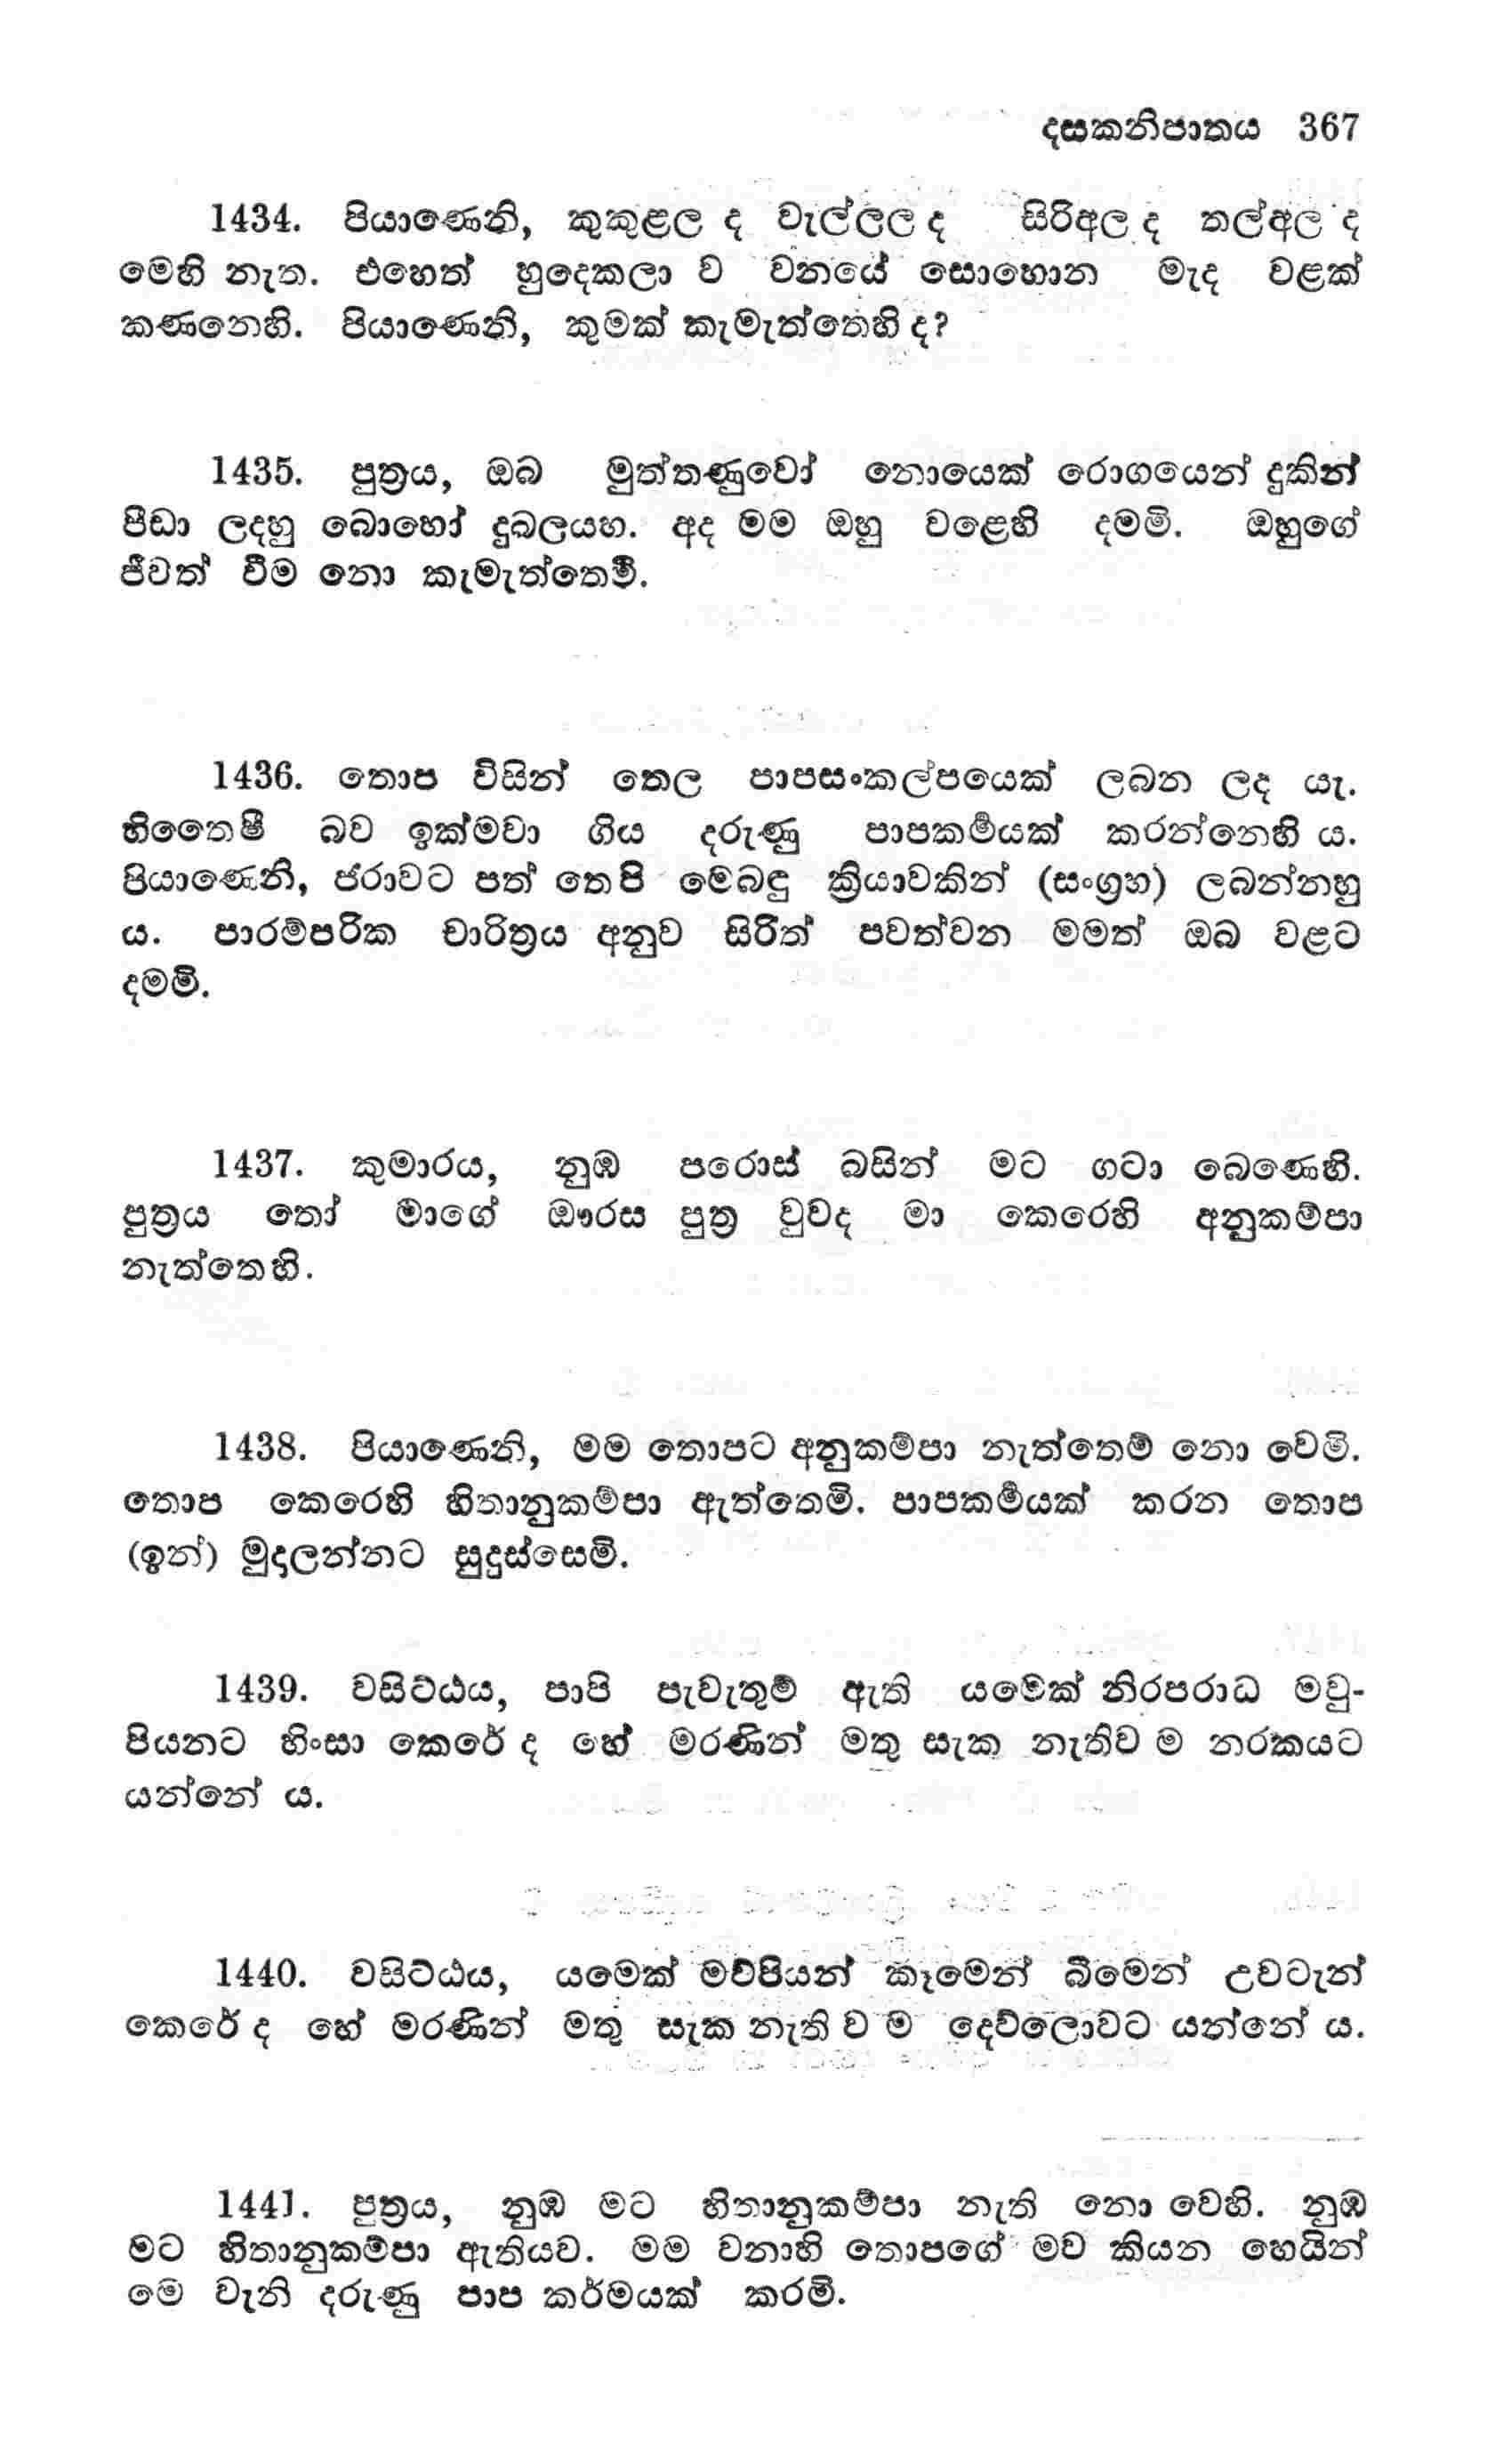 දසකනිපාතය 367
1434. පියාණෙනි, කුකුළල ද වැල්ලල ද සිරිඅල ද තල්අල ද
මෙහි නැත. එහෙත් හුදෙකලා ව වනයේ සොහොන මැද වළක්
කණනෙහි. පියාණෙනි, කුමක් කැමැත්තෙහි ද?
1435. පුත්‍රය, ඔබ මුත්තණුවෝ නොයෙක් රොගයෙන් දුකින්
පීඩා ලදහු බොහෝ දුබලයහ. අද මම ඔහු වළෙහි දමමි. ඔහුගේ
ජීවත් වීම නො කැමැත්තෙමි.
1436. තොප විසින් තෙල පාපසංකල්පයෙක් ලබන ලද යැ.
හිතෛෂී බව ඉක්මවා ගිය දරුණු පාපකර්‍මයක් කරන්නෙහි ය.
පියාණෙනි, ජරාවට පත් තෙපි මෙබඳු ක්‍රියාවකින් (සංග්‍රහ) ලබන්නහු
ය. පාරම්පරික චාරිත්‍රය අනුව සිරිත් පවත්වන මමත් ඔබ වළට
දමමි.
1437. කුමාරය, නුඹ පරොස් බසින් මට ගටා බෙණෙහි.
පුත්‍රය තෝ මාගේ ඖරස පුත්‍ර වුවද මා කෙරෙහි අනුකම්පා
නැත්තෙහි.
1438. පියාණෙනි, මම තොපට අනුකම්පා නැත්තෙම් නො වෙමි.
තොප කෙරෙහි හිතානුකම්පා ඇත්තෙමි. පාපකර්‍මයක් කරන තොප
(ඉන්) මුදාලන්නට සුදුස්සෙමි.
1439. වසිට්ඨය, පාපි පැවැතුම් ඇති යමෙක් නිරපරාධ මවු-
පියනට හිංසා කෙරේ ද හේ මරණින් මතු සැක නැතිව ම නරකයට
යන්නේ ය.
1440. වසිට්ඨය, යමෙක් මව්පියන් කෑමෙන් බීමෙන් උවටැන්
කෙරේ ද හේ මරණින් මතු සැක නැති ව ම දෙව්ලොවට යන්නේ ය.
1441. පුත්‍රය, නුඹ මට හිතානුකම්පා නැති නො වෙහි. නුඹ
මට හිතානුකම්පා ඇතියව. මම වනාහි තොපගේ මව කියන හෙයින්
මෙ වැනි දරුණු පාප කර්මයක් කරමි.